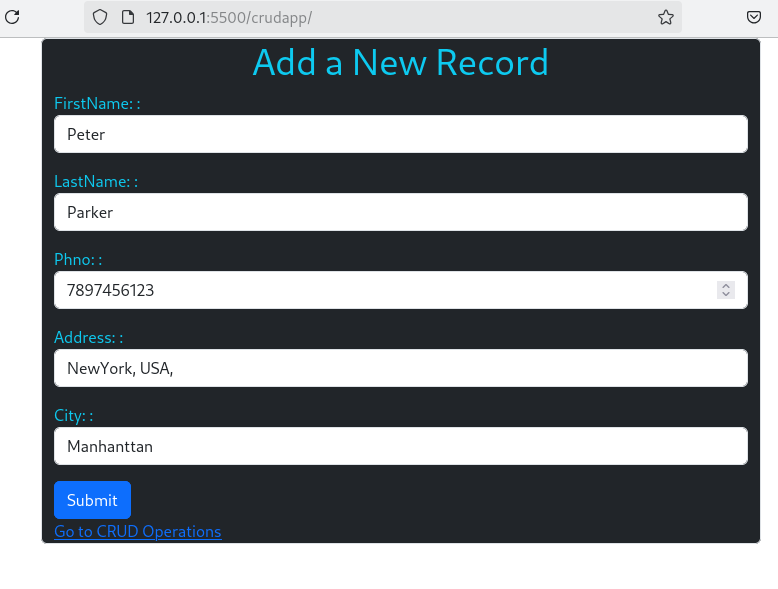 127.0.0.1:5500/crudapp/
Add a New Record
FirstName: :
Peter
LastName: :
Parker
Phno: :
7897456123
Address: :
NewYork, USA,
City: :
Manhanttan
Submit
Go to CRUD Operations